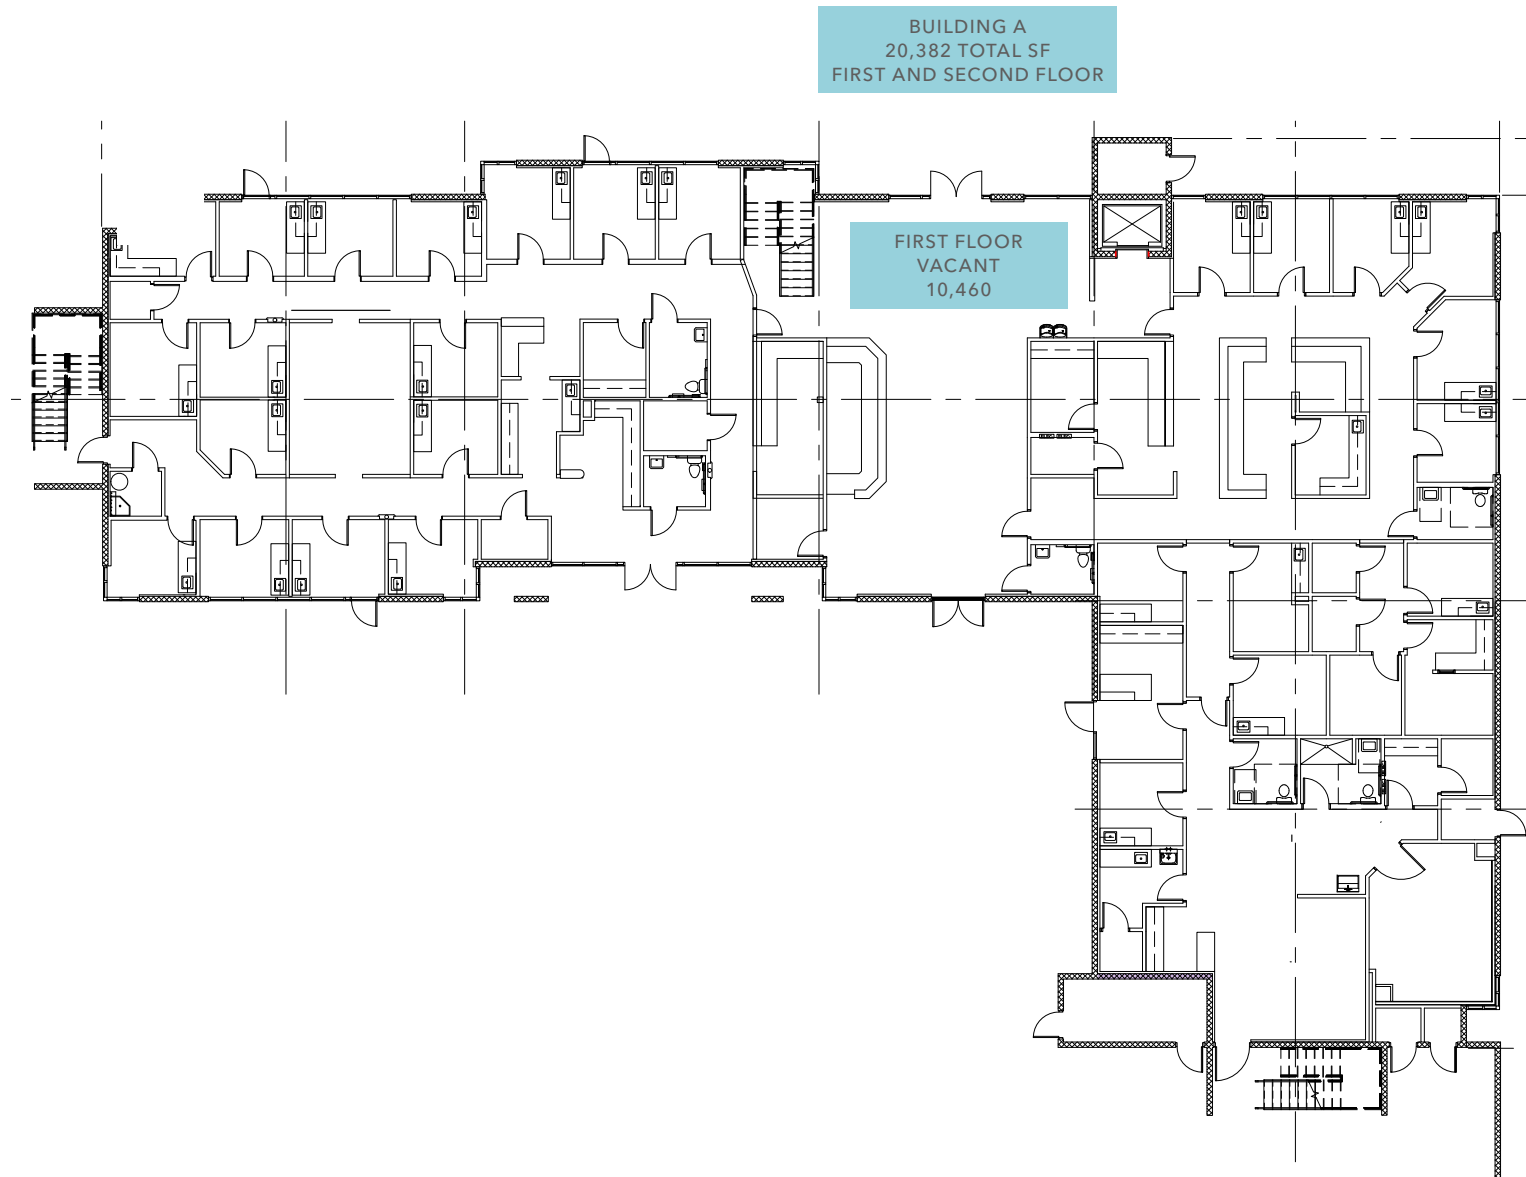 BUILDING A
20,382 TOTAL SF
FIRST AND SECOND FLOOR
FIRST FLOOR
VACANT
10,460